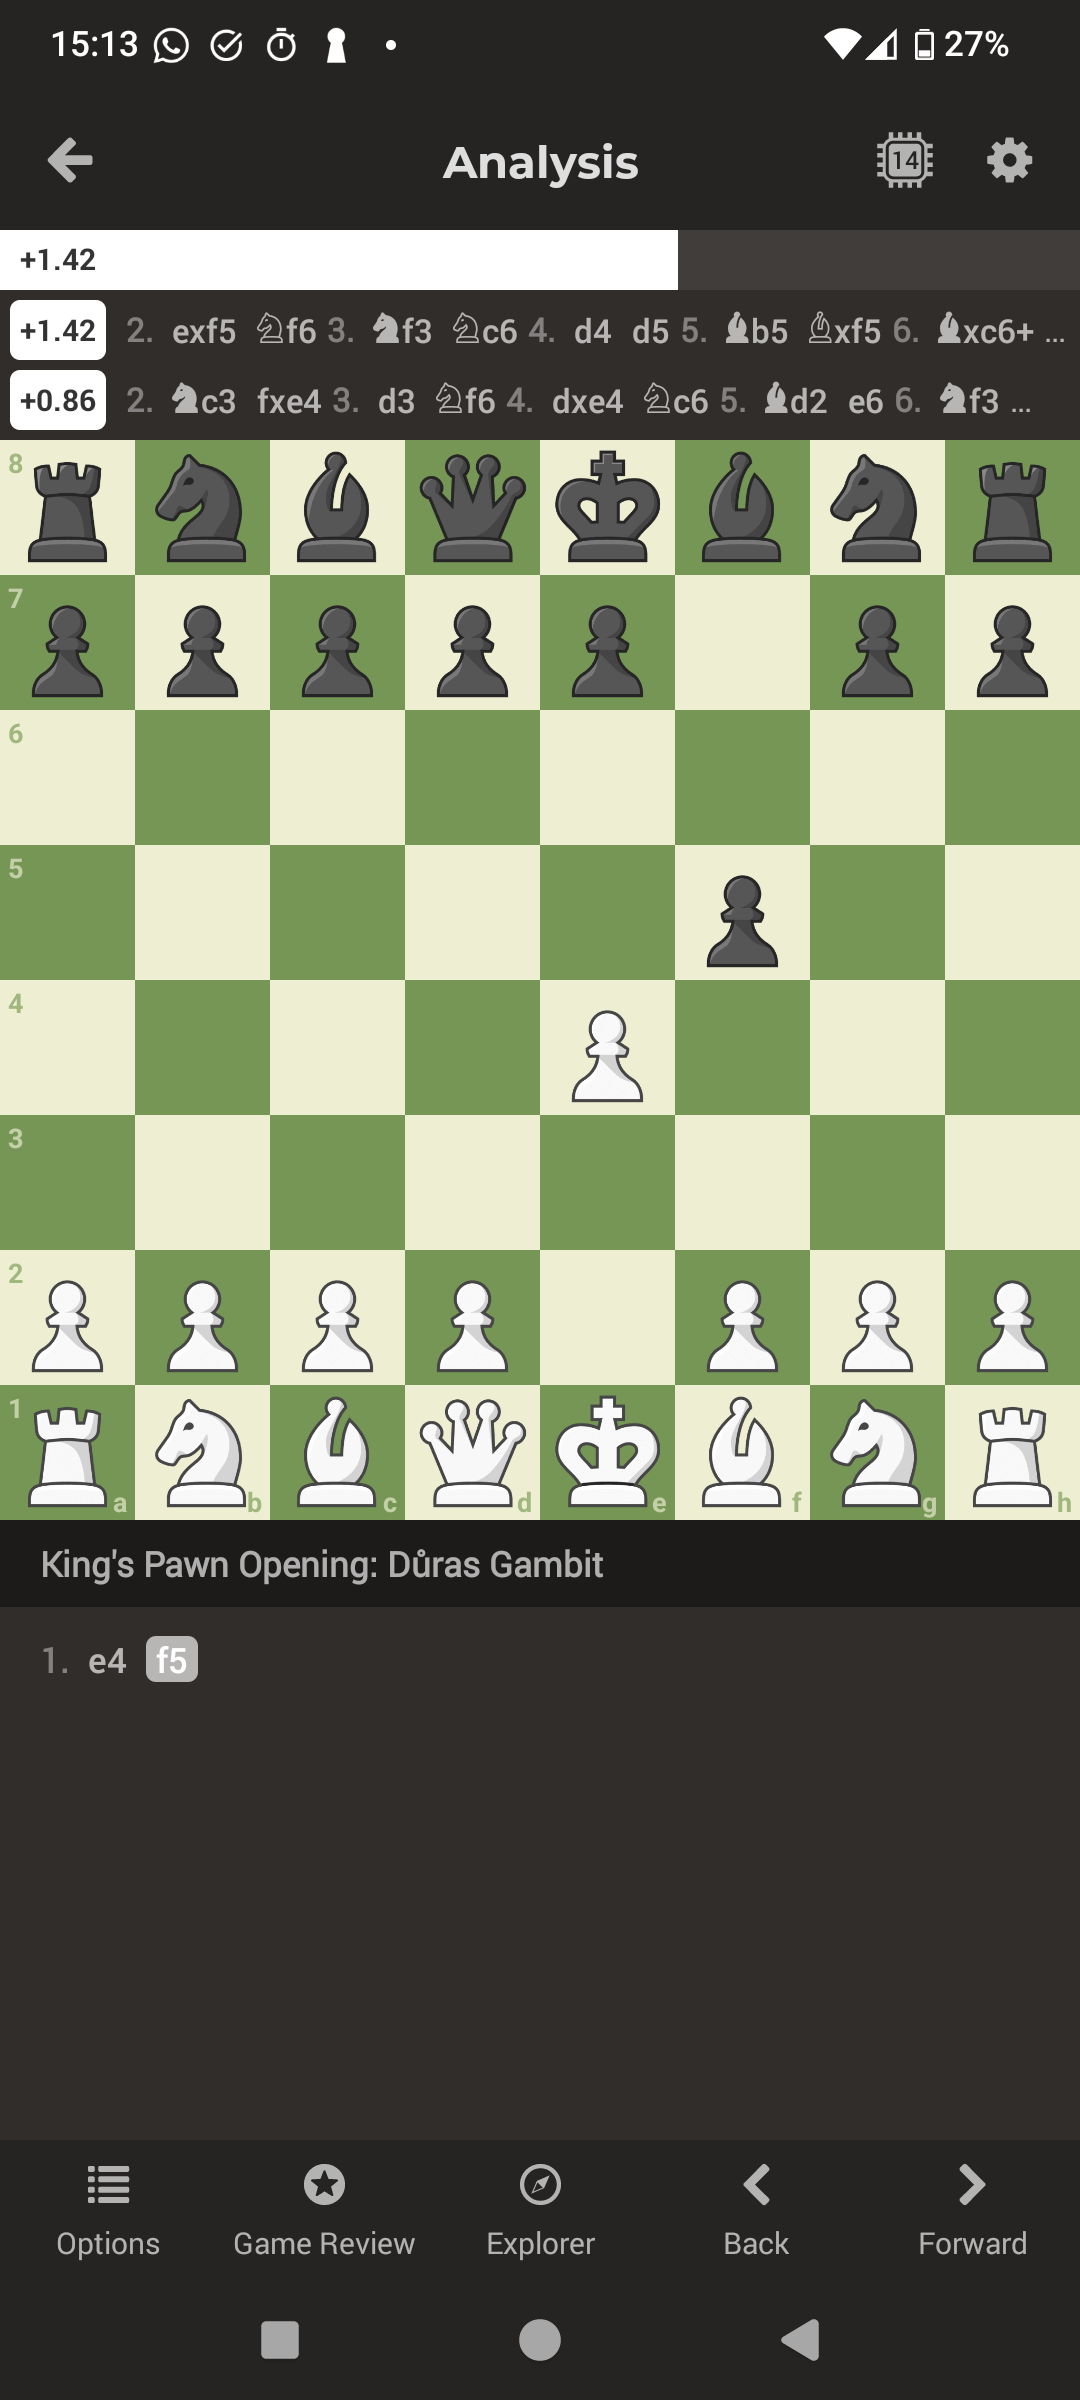 15:13 27%
Analysis 14
+1.42
+1.42 2. exf5 ♘f6 3. ♞f3 ♘c6 4. d4 d5 5. ♝b5 ♗xf5 6. ♝xc6+ ...
+0.86 2. ♞c3 fxe4 3. d3 ♘f6 4. dxe4 ♘c6 5. ♝d2 e6 6. ♞f3 ...
8
7
6
5
4
3
2
1
a b c d e f g h
King's Pawn Opening: Důras Gambit
1. e4 f5
Options Game Review Explorer Back Forward